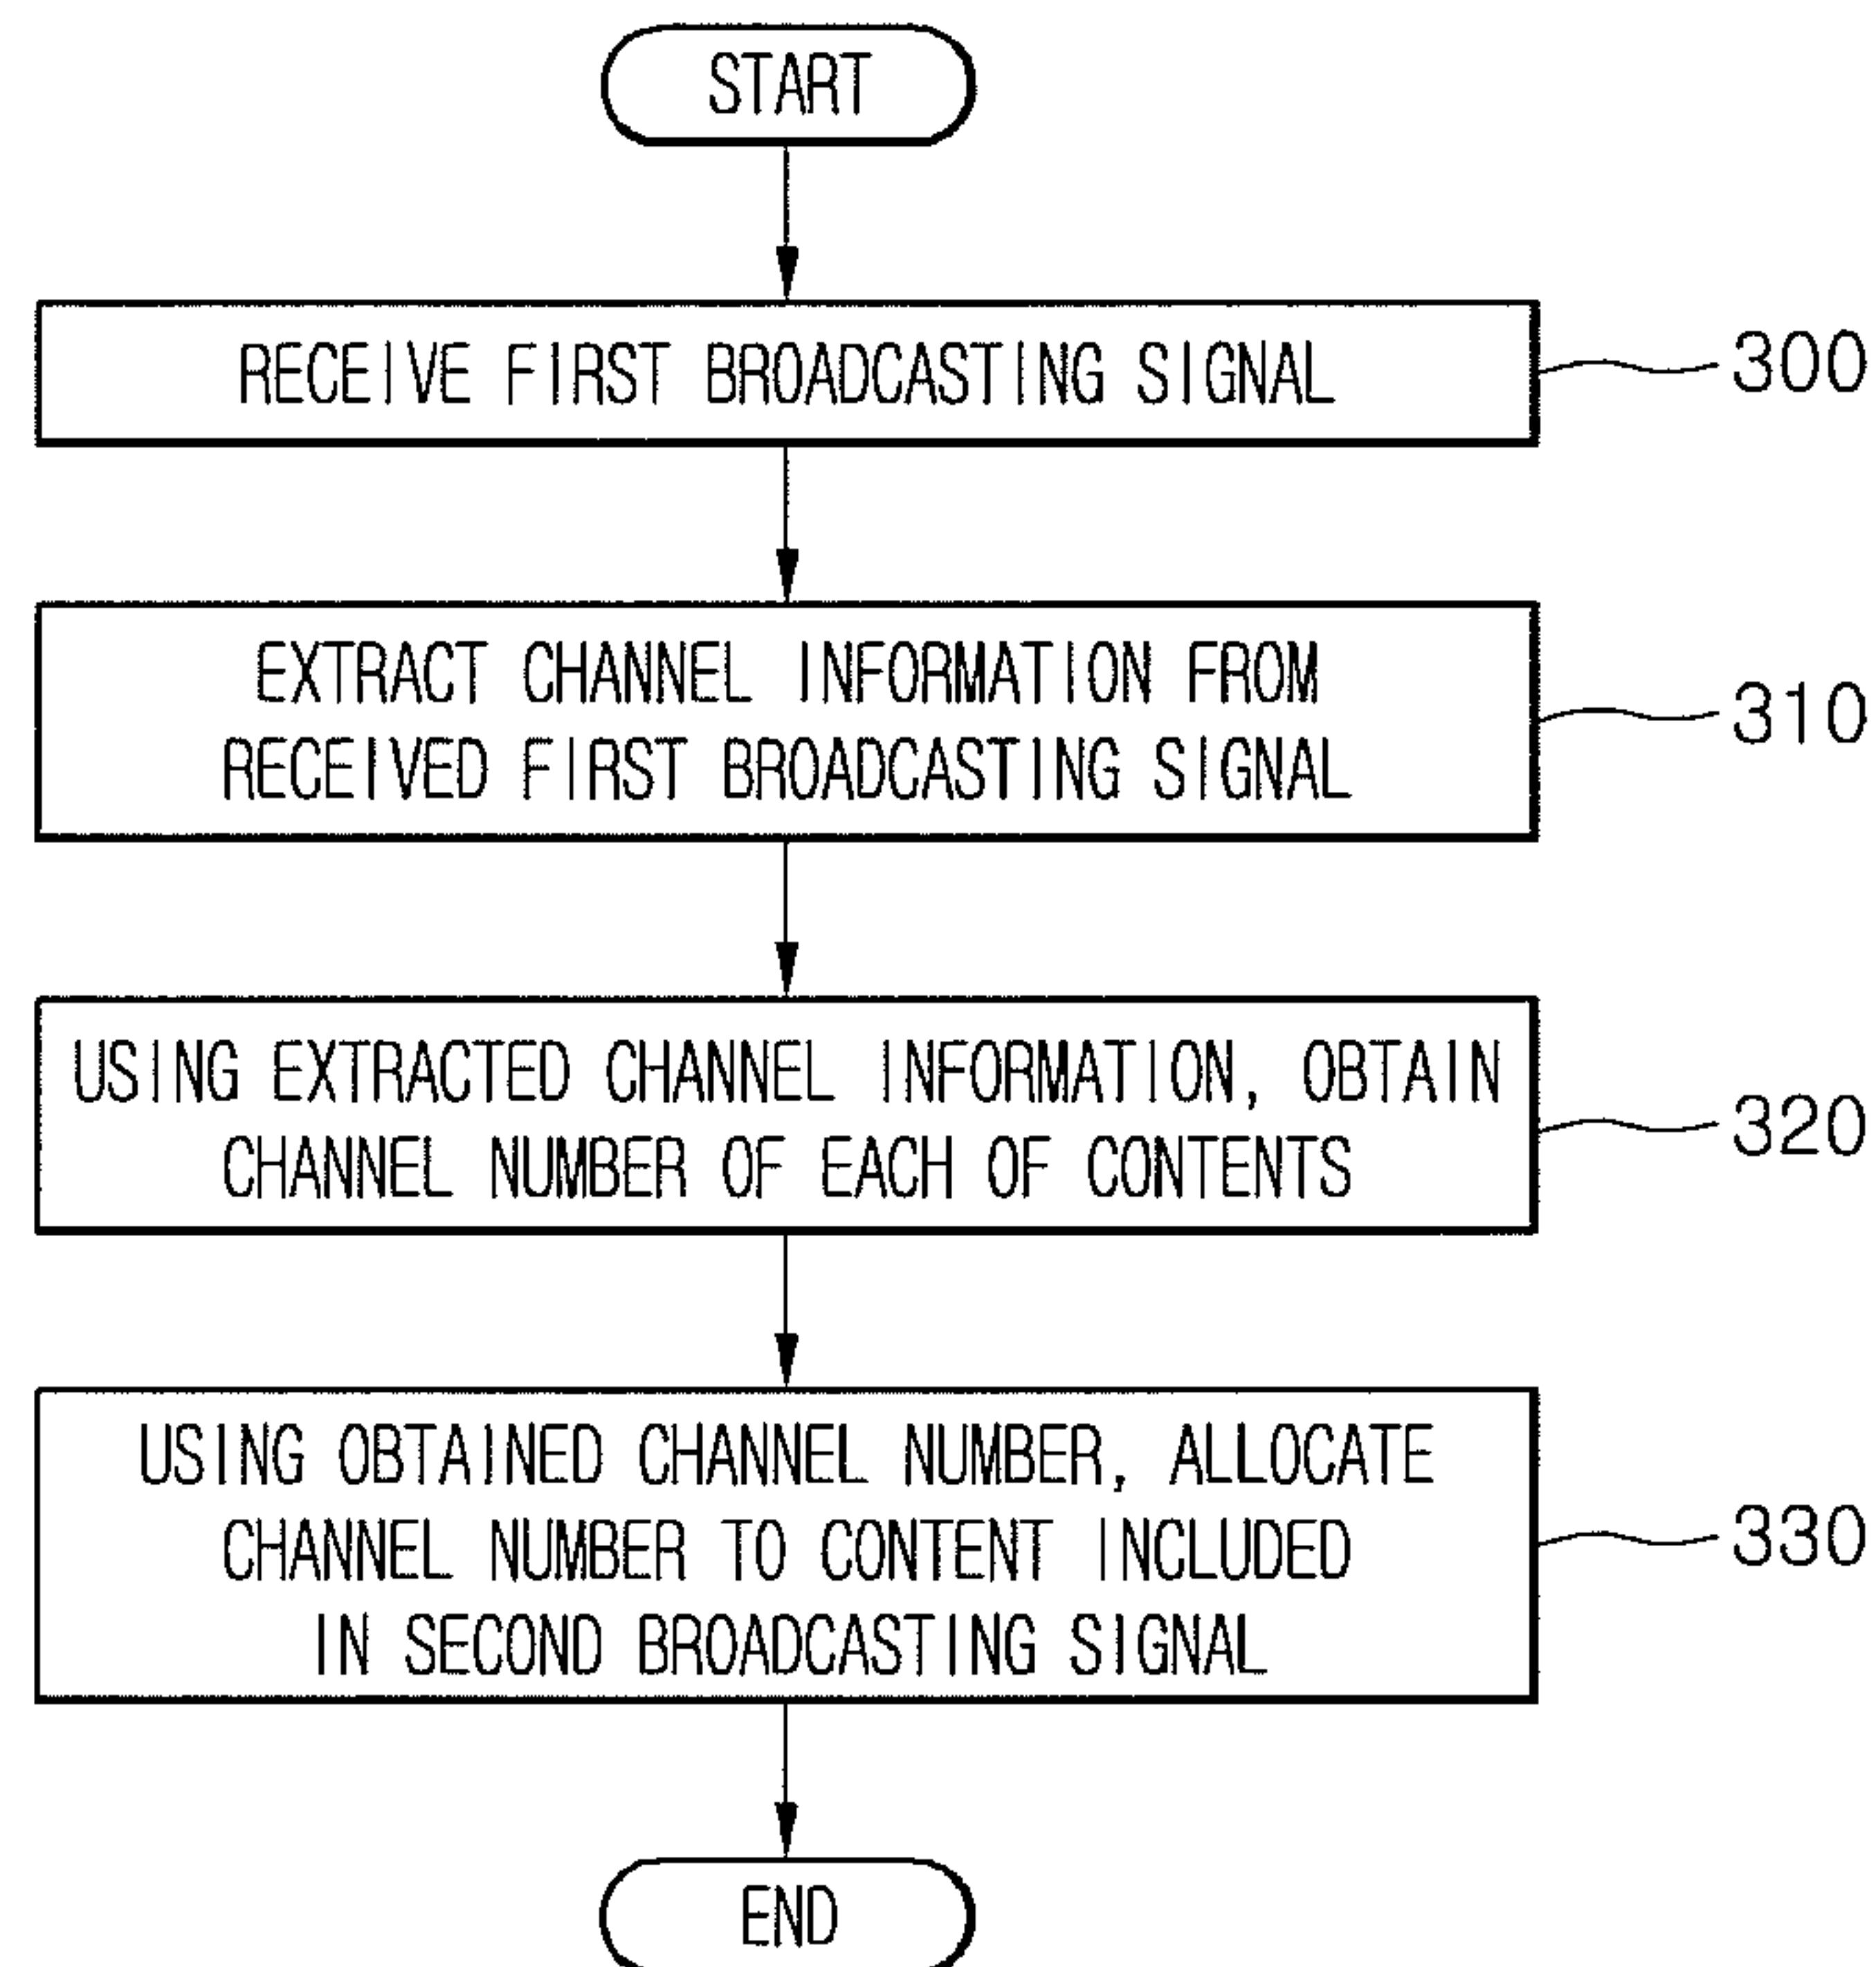 START
RECEIVE FIRST BROADCASTING SIGNAL
300
EXTRACT CHANNEL INFORMATION FROM
RECEIVED FIRST BROADCASTING SIGNAL
310
USING EXTRACTED CHANNEL INFORMATION, OBTAIN
CHANNEL NUMBER OF EACH OF CONTENTS
320
USING OBTAINED CHANNEL NUMBER, ALLOCATE
CHANNEL NUMBER TO CONTENT INCLUDED
IN SECOND BROADCASTING SIGNAL
330
END